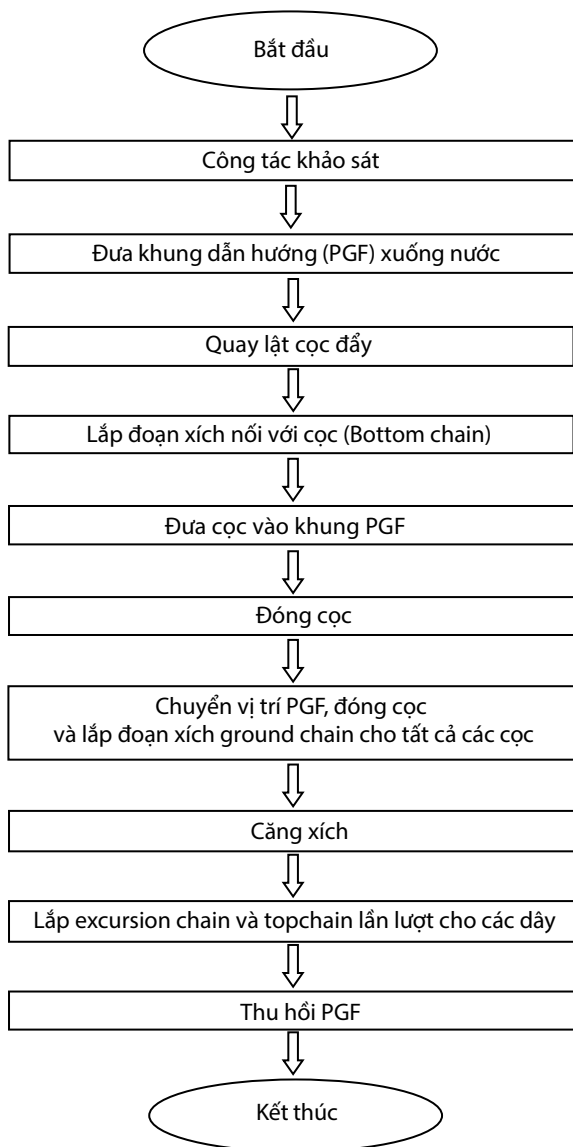 Bắt đầu
Công tác khảo sát
Đưa khung dẫn hướng (PGF) xuống nước
Quay lật cọc đẩy
Lắp đoạn xích nối với cọc (Bottom chain)
Đưa cọc vào khung PGF
Đóng cọc
Chuyển vị trí PGF, đóng cọc
và lắp đoạn xích ground chain cho tất cả các cọc
Căng xích
Lắp excursion chain và topchain lần lượt cho các dây
Thu hồi PGF
Kết thúc